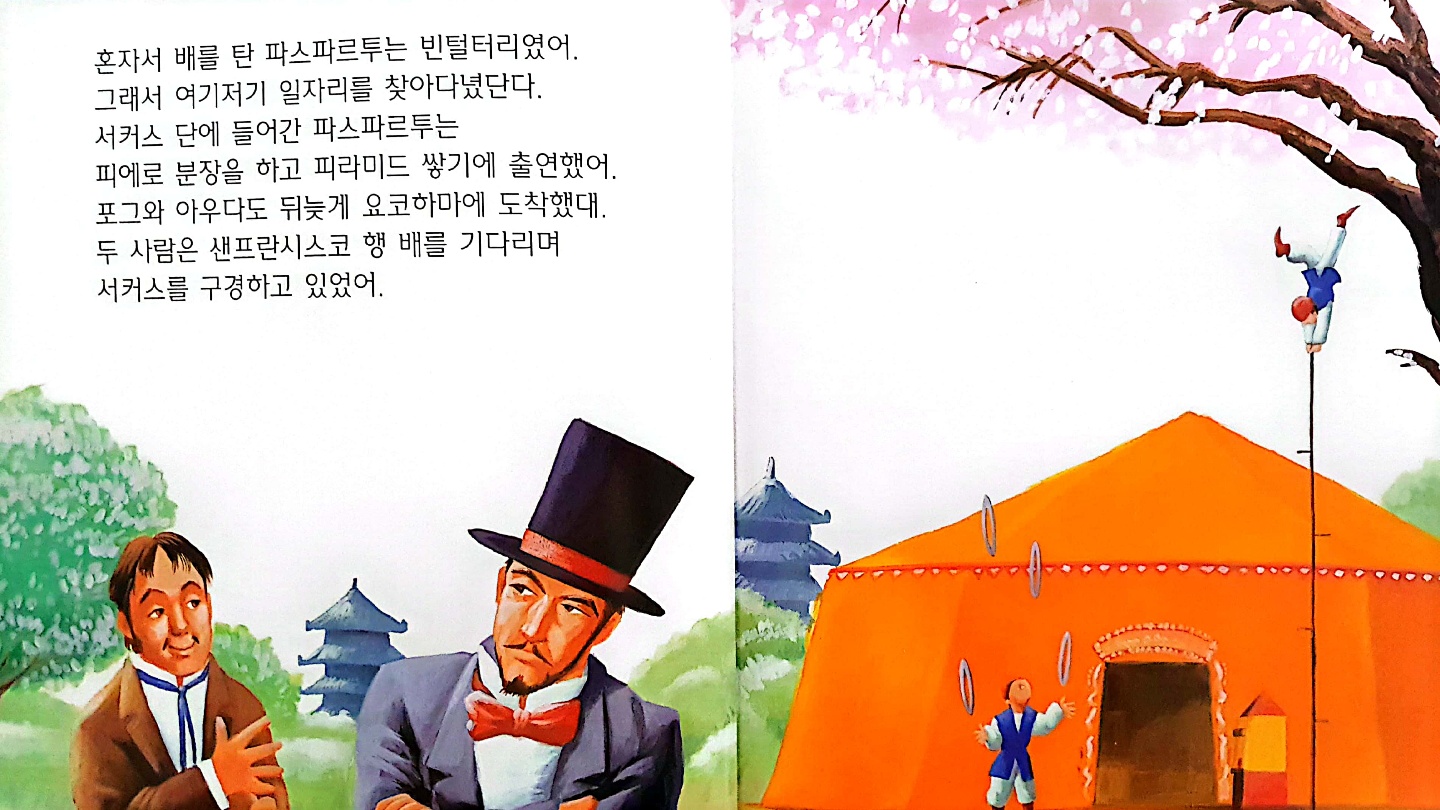 혼자서 배를 탄 파스파르투는 빈털터리였어.
그래서 여기저기 일자리를 찾아다녔단다.
서커스 단에 들어간 파스파르투는
피에로 분장을 하고 피라미드 쌓기에 출연했어.
포그와 아우다도 뒤늦게 요코하마에 도착했대.
두 사람은 샌프란시스코 행 배를 기다리며
서커스를 구경하고 있었어.